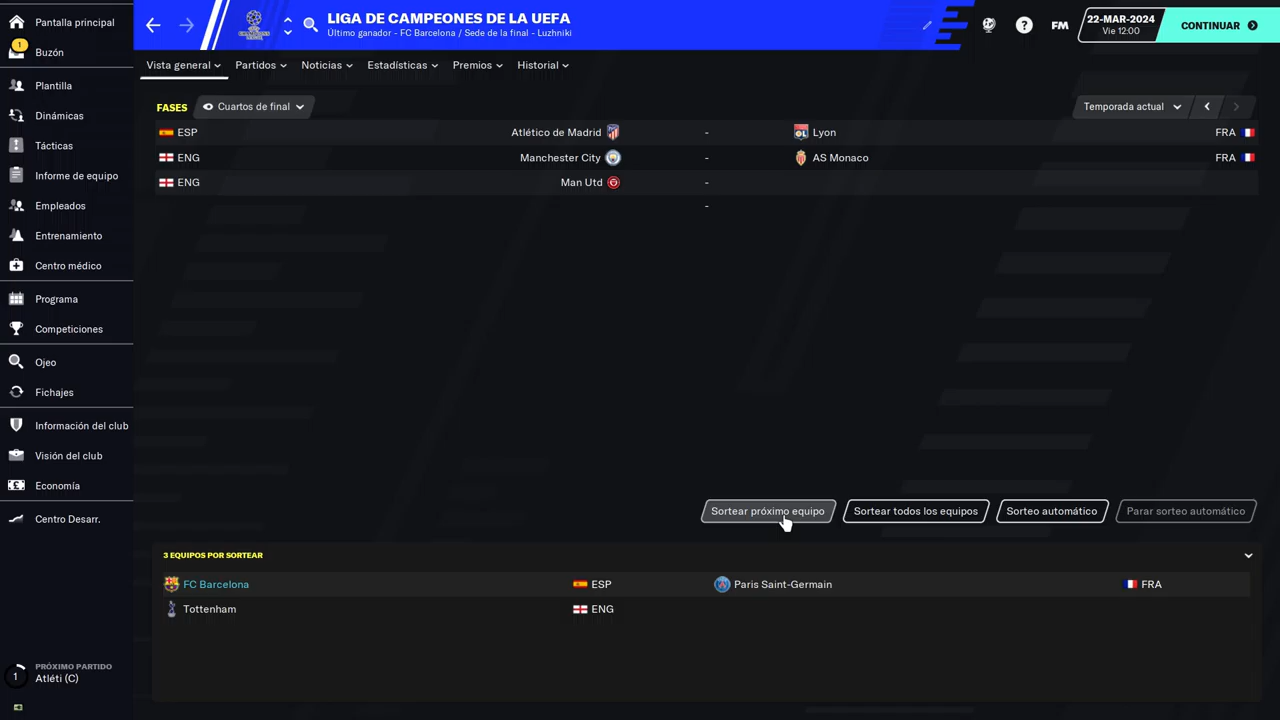 Pantalla principal
1
Buzón
Plantilla
Dinámicas
Tácticas
Informe de equipo
Empleados
Entrenamiento
Centro médico
Programa
Competiciones
Ojeo
Fichajes
Información del club
Visión del club
Economía
Centro Desarr.
PRÓXIMO PARTIDO
1 Atléti (C)
LIGA DE CAMPEONES DE LA UEFA
Último ganador - FC Barcelona / Sede de la final - Luzhniki
? FM
22-MAR-2024
Vie 12:00
CONTINUAR
Vista general Partidos Noticias Estadísticas Premios Historial
FASES Cuartos de final Temporada actual
ESP Atlético de Madrid - Lyon FRA
ENG Manchester City - AS Monaco FRA
ENG Man Utd -
-
Sortear próximo equipo Sortear todos los equipos Sorteo automático Parar sorteo automático
3 EQUIPOS POR SORTEAR
FC Barcelona ESP Paris Saint-Germain FRA
Tottenham ENG